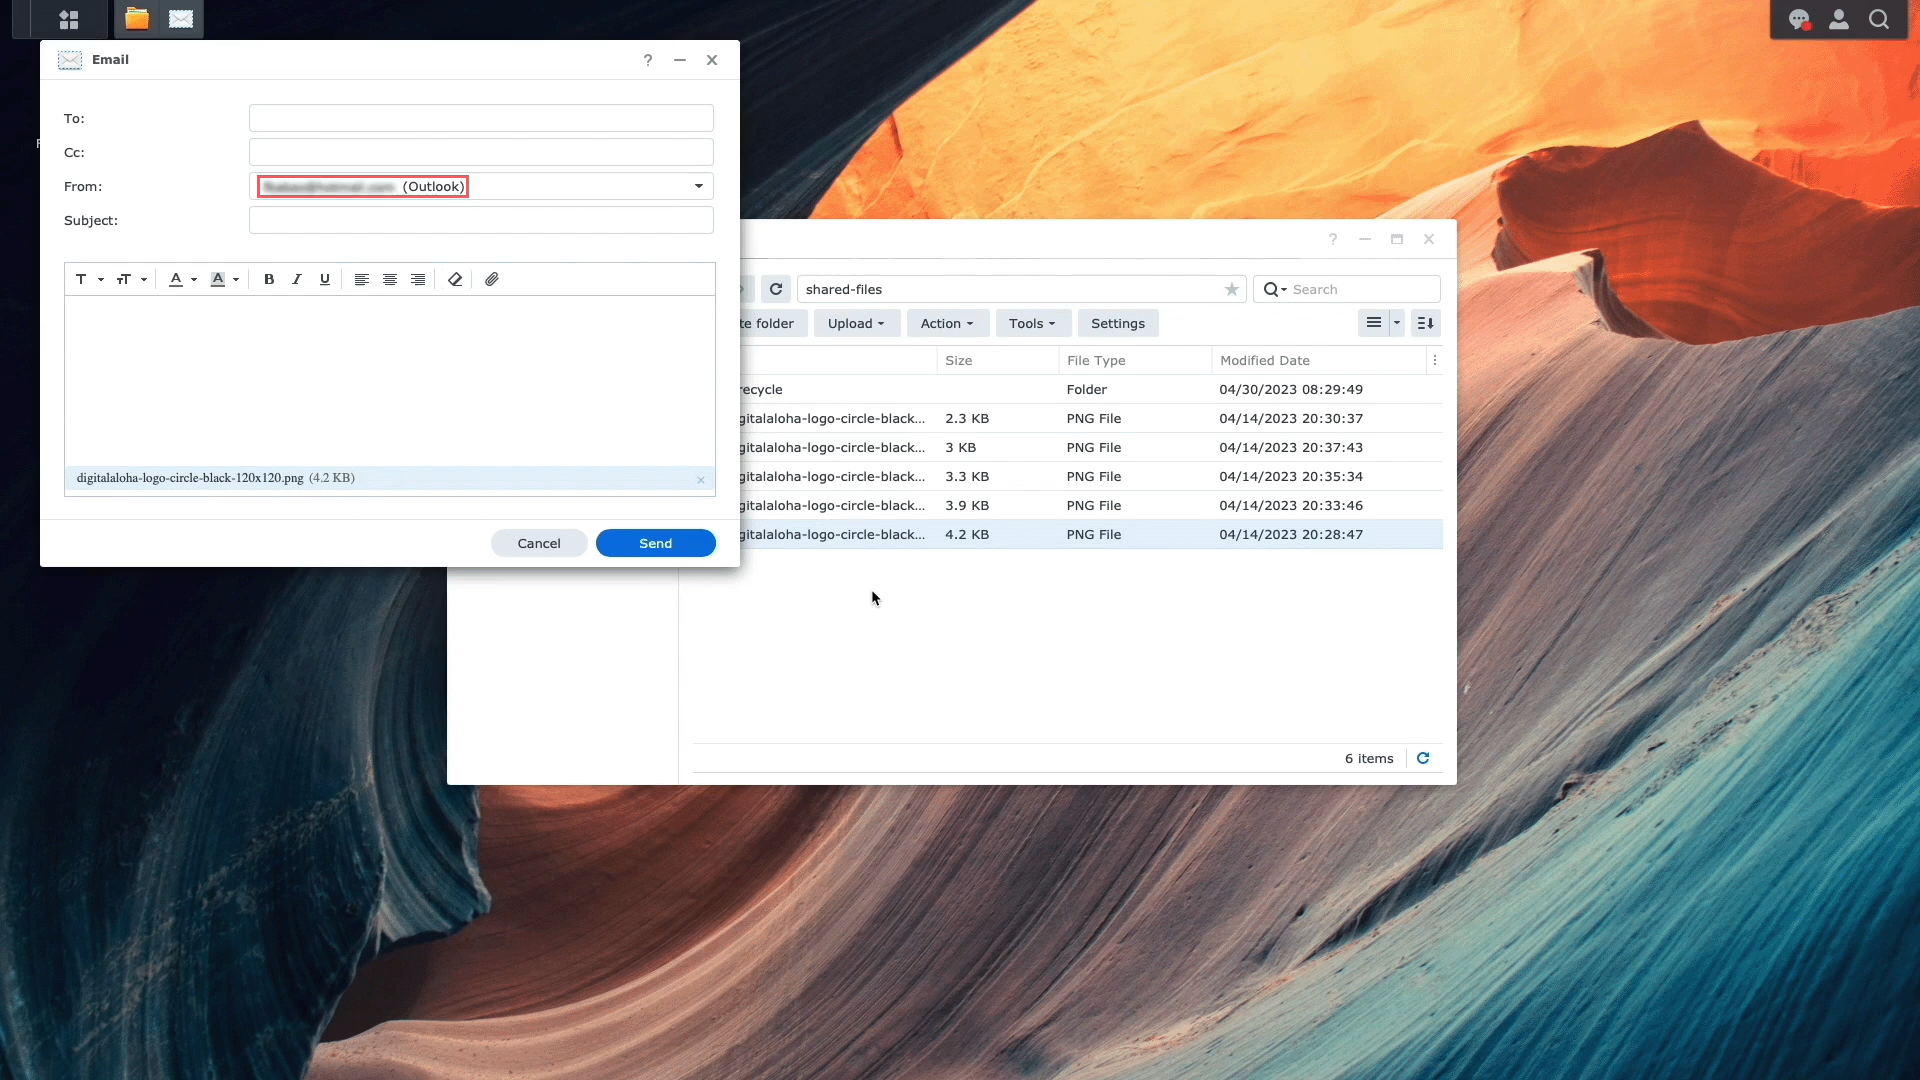 Email
?
To:
Cc:
From:
(Outlook)
Subject:
T
TT
A
A
B
I
U
digitalaloha-logo-circle-black-120x120.png (4.2 KB)
Cancel
Send
?
shared-files
Search
te folder
Upload
Action
Tools
Settings
Size
File Type
Modified Date
recycle
Folder
04/30/2023 08:29:49
gitalaloha-logo-circle-black...
2.3 KB
PNG File
04/14/2023 20:30:37
gitalaloha-logo-circle-black...
3 KB
PNG File
04/14/2023 20:37:43
gitalaloha-logo-circle-black...
3.3 KB
PNG File
04/14/2023 20:35:34
gitalaloha-logo-circle-black...
3.9 KB
PNG File
04/14/2023 20:33:46
gitalaloha-logo-circle-black...
4.2 KB
PNG File
04/14/2023 20:28:47
6 items